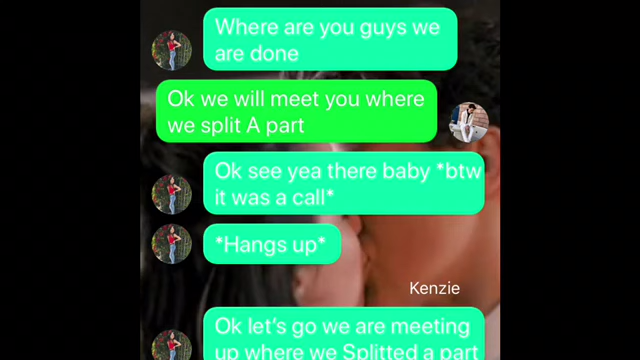 Where are you guys we
are done
Ok we will meet you where
we split A part
Ok see yea there baby *btw
it was a call*
*Hangs up*
Kenzie
Ok let's go we are meeting
up where we Splitted a part